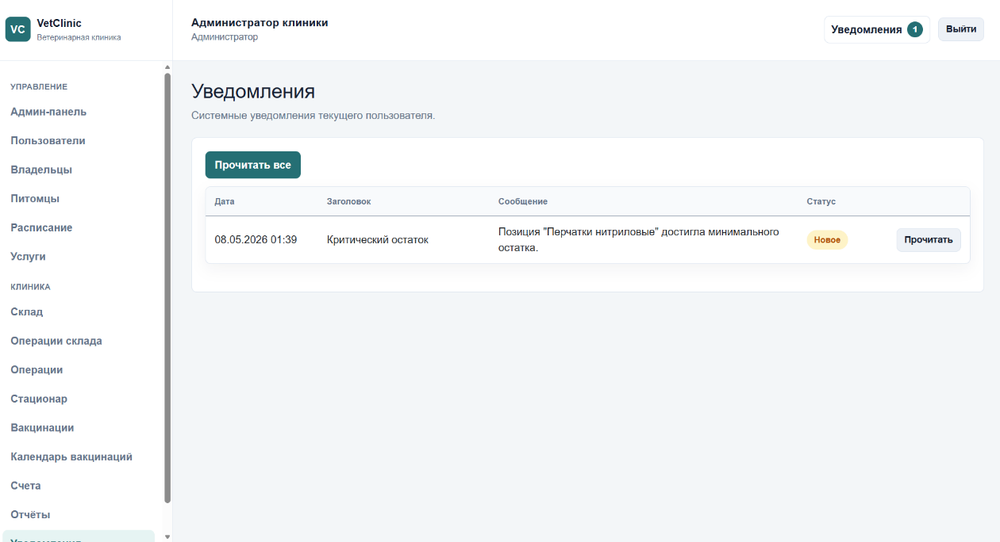 VC
VetClinic
Ветеринарная клиника
Администратор клиники
Администратор
Уведомления 1
Выйти
УПРАВЛЕНИЕ
Админ-панель
Пользователи
Владельцы
Питомцы
Расписание
Услуги
КЛИНИКА
Склад
Операции склада
Операции
Стационар
Вакцинации
Календарь вакцинаций
Счета
Отчёты
Уведомления
Уведомления
Системные уведомления текущего пользователя.
Прочитать все
Дата Заголовок Сообщение Статус
08.05.2026 01:39 Критический остаток Позиция "Перчатки нитриловые" достигла минимального
остатка.
Новое Прочитать